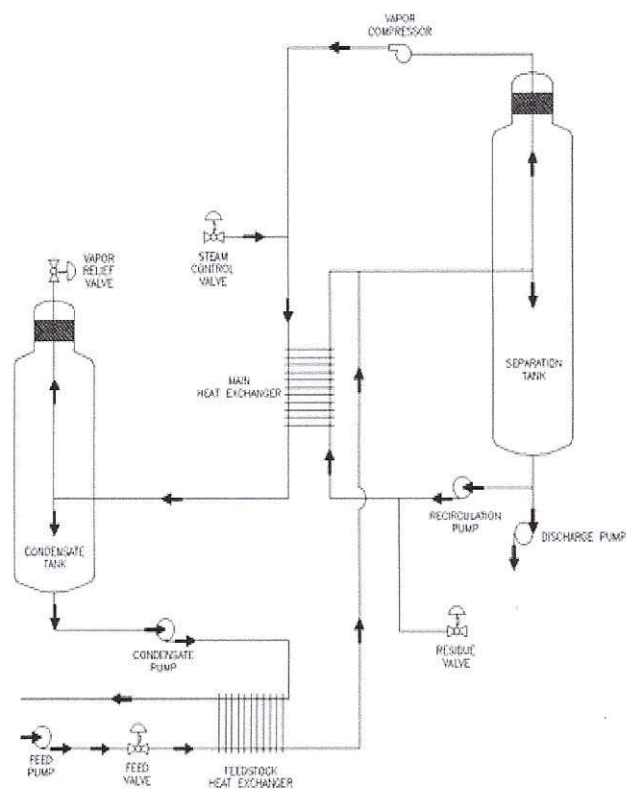 VAPOR
COMPRESSOR
STEAM
CONTROL
VALVE
VAPOR
RELIEF
VALVE
MAIN
HEAT EXCHANGER
SEPARATION
TANK
RECIRCULATION
PUMP
DISCHARGE PUMP
CONDENSATE
TANK
CONDENSATE
PUMP
RESIDUE
VALVE
FEED
PUMP
FEED
VALVE
FEEDSTOCK
HEAT EXCHANGER